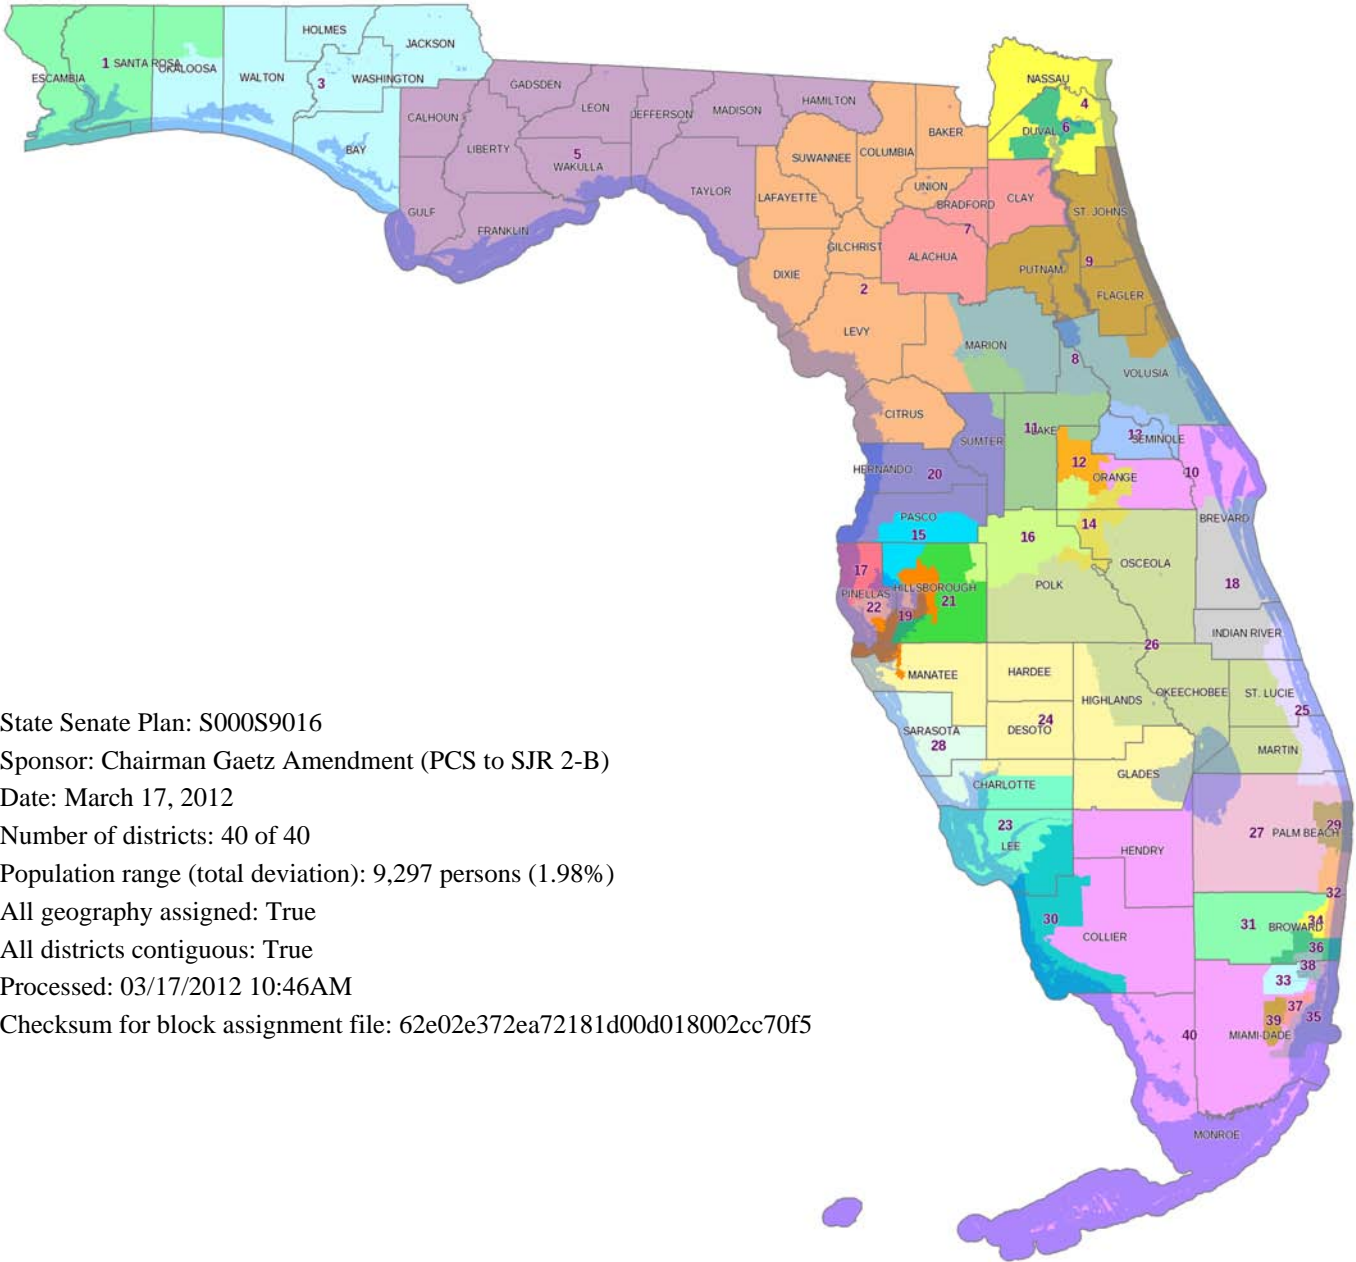 HOLMES
JACKSON
1 SANTA ROSA
OKALOOSA
ESCAMBIA
WALTON
3
WASHINGTON
BAY
GADSDEN
CALHOUN
LEON
LIBERTY
JEFFERSON
MADISON
HAMILTON
5
WAKULLA
TAYLOR
GULF
FRANKLIN
NASSAU
4
DUVAL
6
BAKER
COLUMBIA
SUWANNEE
LAFAYETTE
UNION
BRADFORD
CLAY
ST. JOHNS
7
GILCHRIST
ALACHUA
DIXIE
2
PUTNAM
9
FLAGLER
LEVY
MARION
8
VOLUSIA
CITRUS
SUMTER
11
LAKE
13
SEMINOLE
HERNANDO
20
12
ORANGE
10
PASCO
15
16
14
BREVARD
OSCEOLA
17
PINELLAS
HILLSBOROUGH
22
19
21
POLK
18
INDIAN RIVER
26
MANATEE
HARDEE
HIGHLANDS
OKEECHOBEE
ST. LUCIE
25
SARASOTA
28
24
DESOTO
MARTIN
CHARLOTTE
GLADES
23
LEE
HENDRY
27
PALM BEACH
29
32
30
COLLIER
31
BROWARD
34
36
38
33
37
35
39
MIAMI-DADE
40
MONROE
State Senate Plan: S000S9016
Sponsor: Chairman Gaetz Amendment (PCS to SJR 2-B)
Date: March 17, 2012
Number of districts: 40 of 40
Population range (total deviation): 9,297 persons (1.98%)
All geography assigned: True
All districts contiguous: True
Processed: 03/17/2012 10:46AM
Checksum for block assignment file: 62e02e372ea72181d00d018002cc70f5